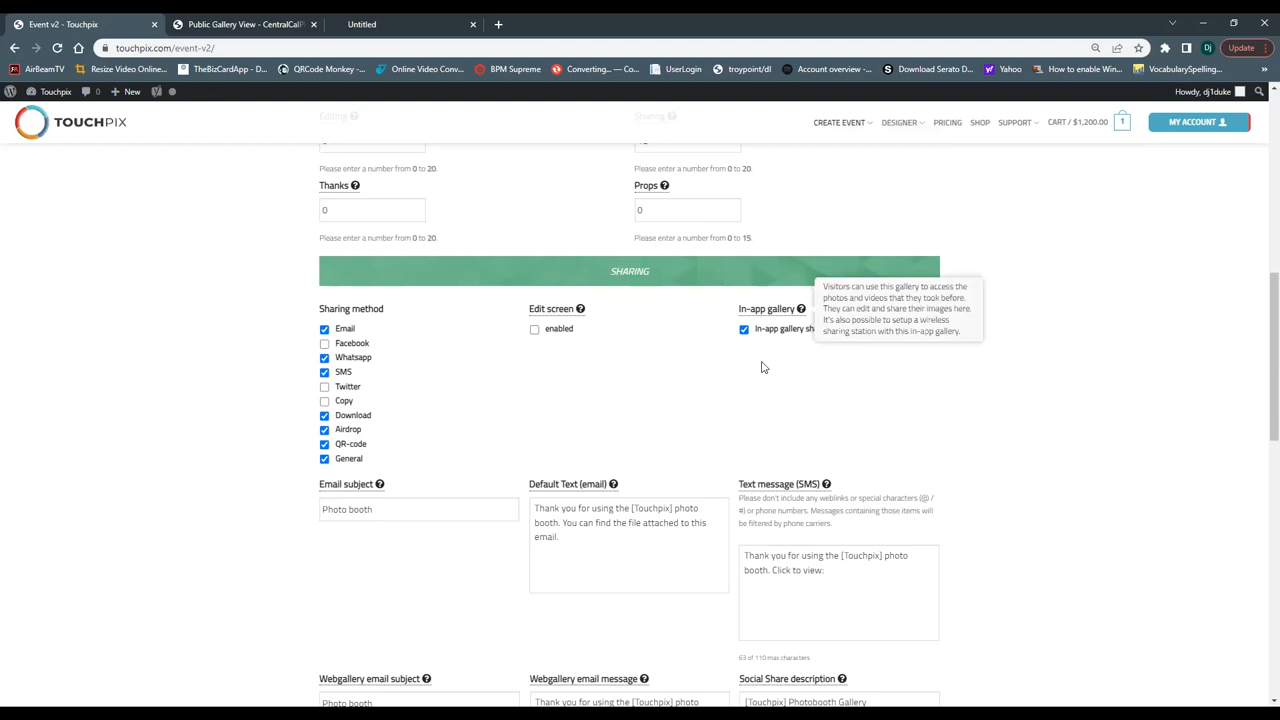 Event v2 - Touchpix
Public Gallery View - CentralCalP
Untitled
touchpix.com/event-v2/
Dj
Update
AirBeamTV
Resize Video Online...
TheBizCardApp - D...
QRCode Monkey -...
Online Video Conv...
BPM Supreme
Converting... — Co...
UserLogin
troypoint/dl
Account overview -...
Download Serato D...
Yahoo
How to enable Win...
VocabularySpelling...
Touchpix
0
New
Howdy, dj1duke
TOUCHPIX
CREATE EVENT
DESIGNER
PRICING
SHOP
SUPPORT
CART / $1,200.00
1
MY ACCOUNT
Editing
Sharing
Please enter a number from 0 to 20.
Please enter a number from 0 to 20.
Thanks
Props
0
0
Please enter a number from 0 to 20.
Please enter a number from 0 to 15.
SHARING
Visitors can use this gallery to access the
photos and videos that they took before.
They can edit and share their images here.
It's also possible to setup a wireless
sharing station with this in-app gallery.
Sharing method
Edit screen
In-app gallery
Email
enabled
In-app gallery sh
Facebook
Whatsapp
SMS
Twitter
Copy
Download
Airdrop
QR-code
General
Email subject
Default Text (email)
Text message (SMS)
Please don't include any weblinks or special characters (@ /
#) or phone numbers. Messages containing those items will
be filtered by phone carriers.
Photo booth
Thank you for using the [Touchpix] photo
booth. You can find the file attached to this
email.
Thank you for using the [Touchpix] photo
booth. Click to view:
63 of 110 max characters
Webgallery email subject
Webgallery email message
Social Share description
Photo booth
Thank you for using the [Touchpix] photo
[Touchpix] Photobooth Gallery